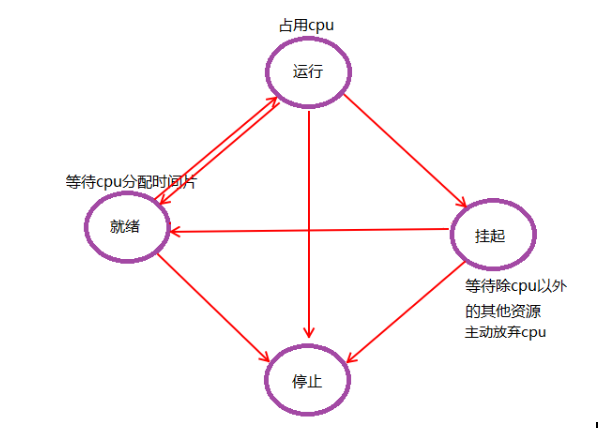 占用cpu
运行
等待cpu分配时间片
就绪
挂起
等待除cpu以外
的其他资源
主动放弃cpu
停止